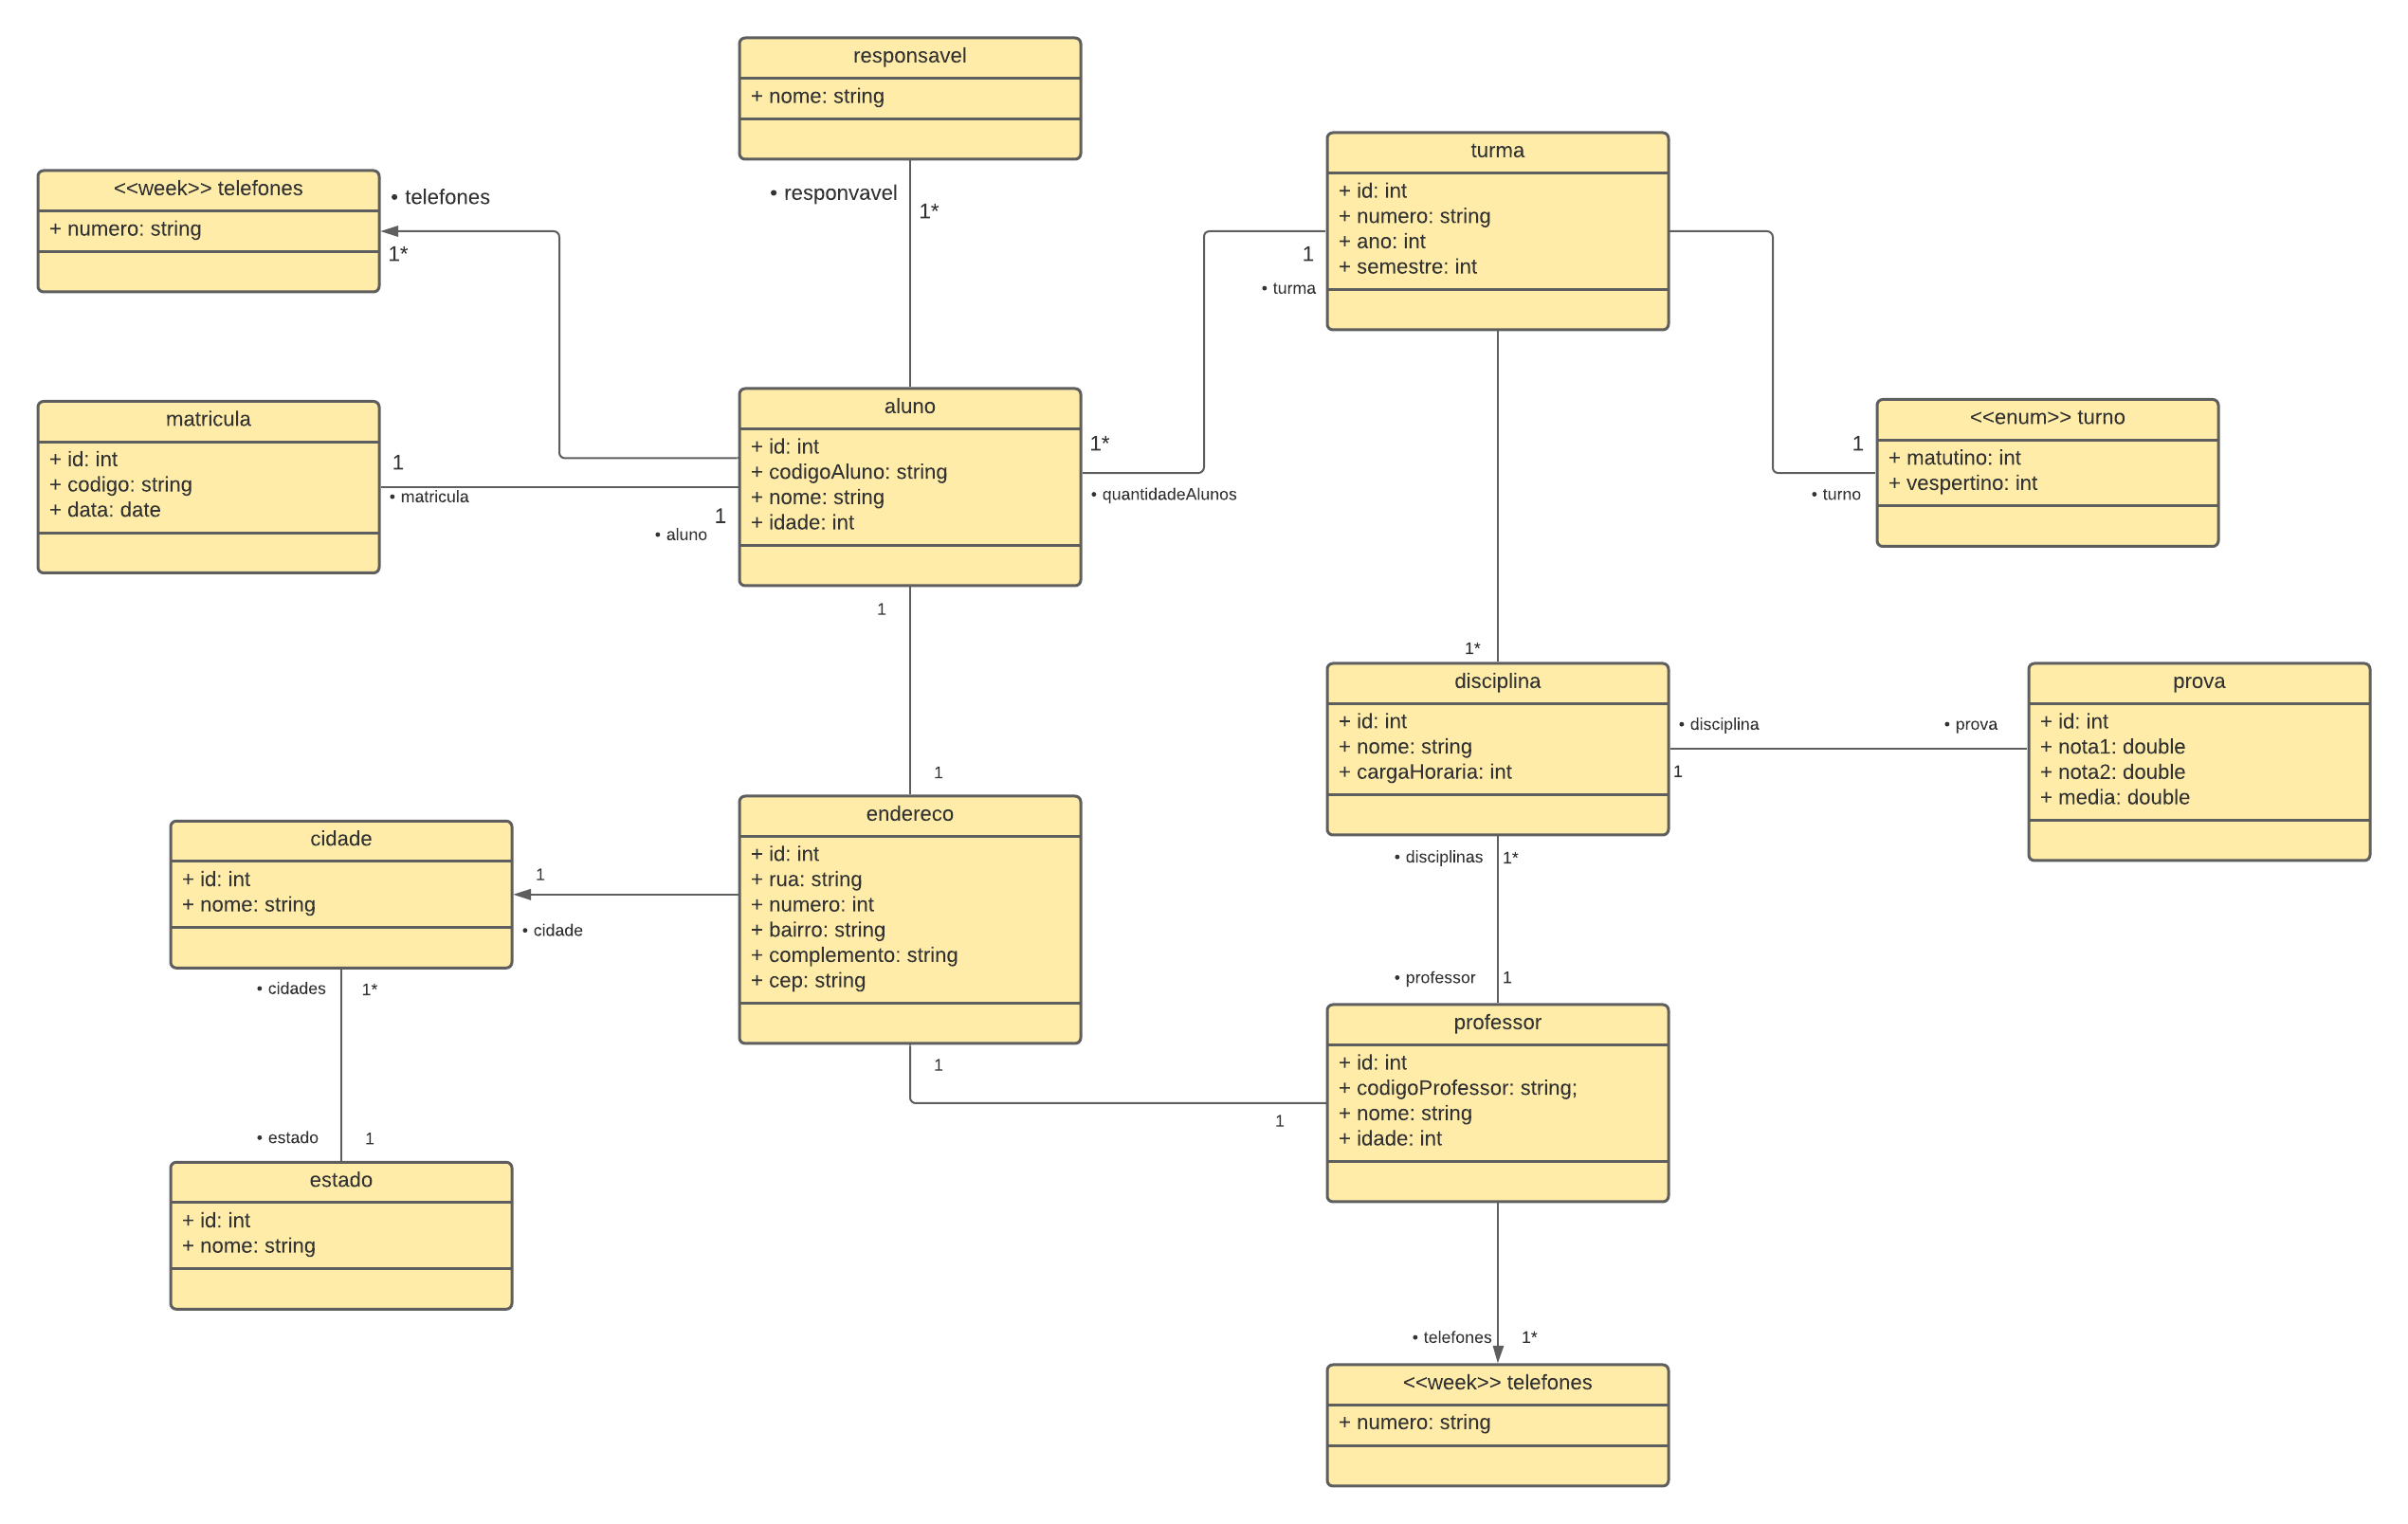 responsavel
+ nome: string
• responvavel
1*
<<week>> telefones
+ numero: string
• telefones
1*
turma
+ id: int
+ numero: string
+ ano: int
+ semestre: int
1
• turma
matricula
+ id: int
+ codigo: string
+ data: date
1
• matricula
1
• aluno
aluno
+ id: int
+ codigoAluno: string
+ nome: string
+ idade: int
1*
• quantidadeAlunos
<<enum>> turno
+ matutino: int
+ vespertino: int
1
• turno
1
1
1*
disciplina
+ id: int
+ nome: string
+ cargaHoraria: int
• disciplina
1
• prova
prova
+ id: int
+ nota1: double
+ nota2: double
+ media: double
cidade
+ id: int
+ nome: string
1
• cidade
endereco
+ id: int
+ rua: string
+ numero: int
+ bairro: string
+ complemento: string
+ cep: string
• disciplinas 1*
• professor 1
• cidades 1*
• estado 1
estado
+ id: int
+ nome: string
1
1
professor
+ id: int
+ codigoProfessor: string;
+ nome: string
+ idade: int
• telefones 1*
<<week>> telefones
+ numero: string